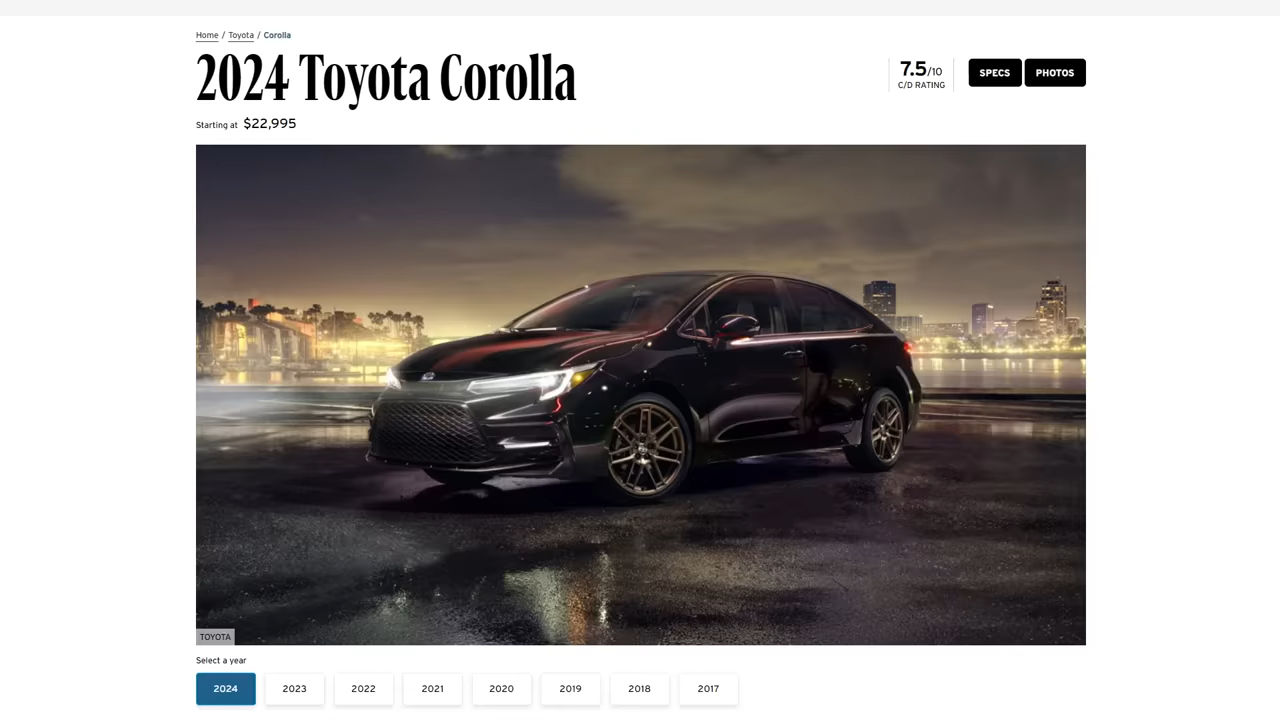 Home / Toyota / Corolla
2024 Toyota Corolla
Starting at $22,995
7.5/10
C/D RATING
SPECS
PHOTOS
TOYOTA
Select a year
2024 2023 2022 2021 2020 2019 2018 2017